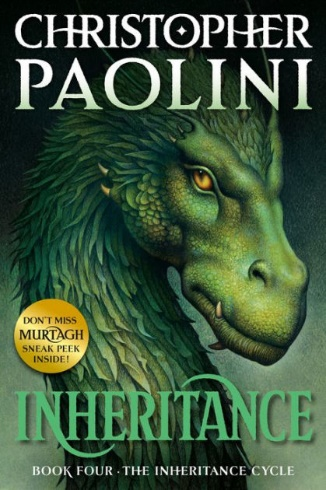 CHRISTOPHER
PAOLINI
DON'T MISS
MURTAGH
SNEAK PEEK
INSIDE!
INHERITANCE
BOOK FOUR · THE INHERITANCE CYCLE